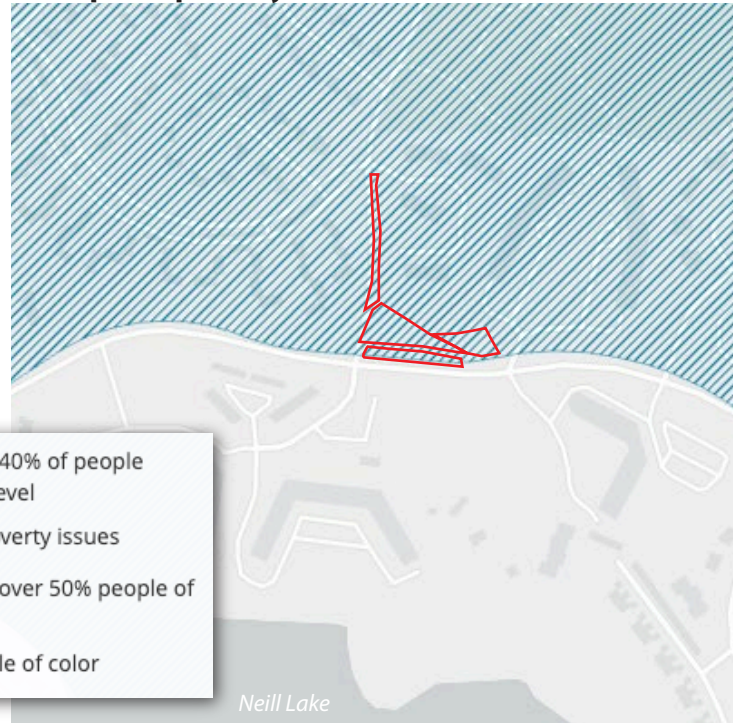 40% of people
evel
verty issues
over 50% people of
le of color
Neill Lake